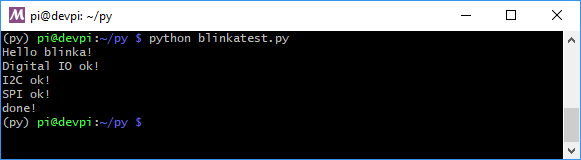 pi@devpi: ~/py
(py) pi@devpi:~/py $ python blinkatest.py
Hello blinka!
Digital IO ok!
I2C ok!
SPI ok!
done!
(py) pi@devpi:~/py $